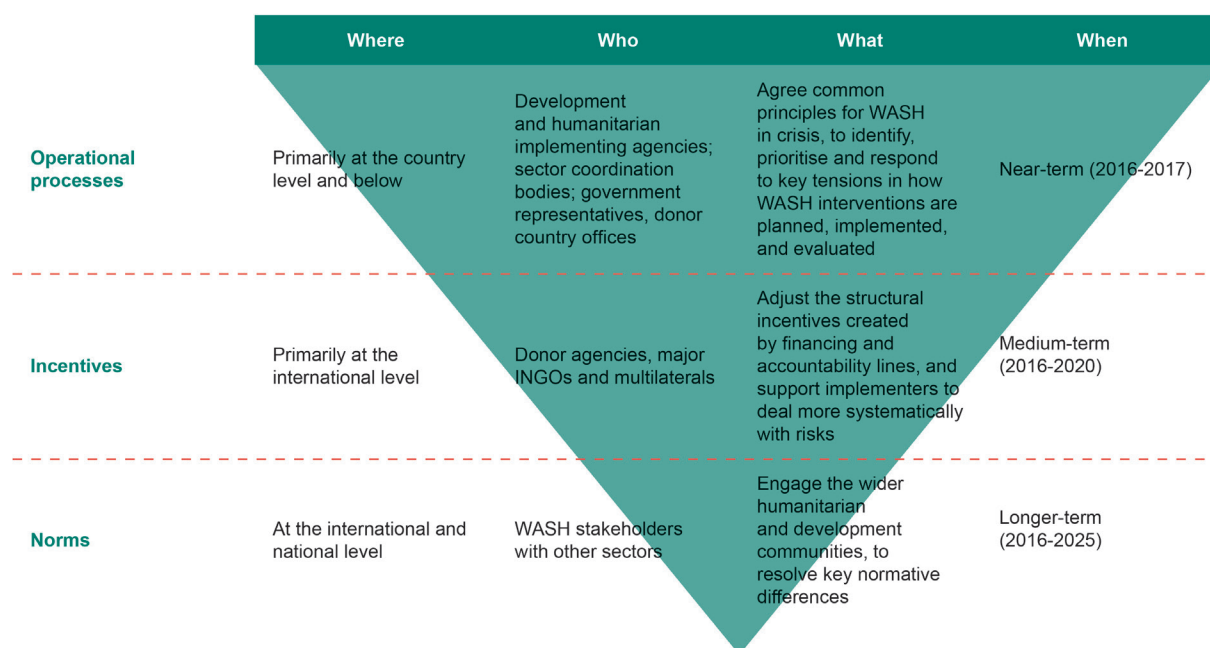 Where
Who
What
When
Operational
processes
Primarily at the country
level and below
Development
and humanitarian
implementing agencies;
sector coordination
bodies; government
representatives, donor
country offices
Agree common
principles for WASH
in crisis, to identify,
prioritise and respond
to key tensions in how
WASH interventions are
planned, implemented,
and evaluated
Near-term (2016-2017)
Incentives
Primarily at the
international level
Donor agencies, major
INGOs and multilaterals
Adjust the structural
incentives created
by financing and
accountability lines, and
support implementers to
deal more systematically
with risks
Medium-term
(2016-2020)
Norms
At the international and
national level
WASH stakeholders
with other sectors
Engage the wider
humanitarian
and development
communities, to
resolve key normative
differences
Longer-term
(2016-2025)